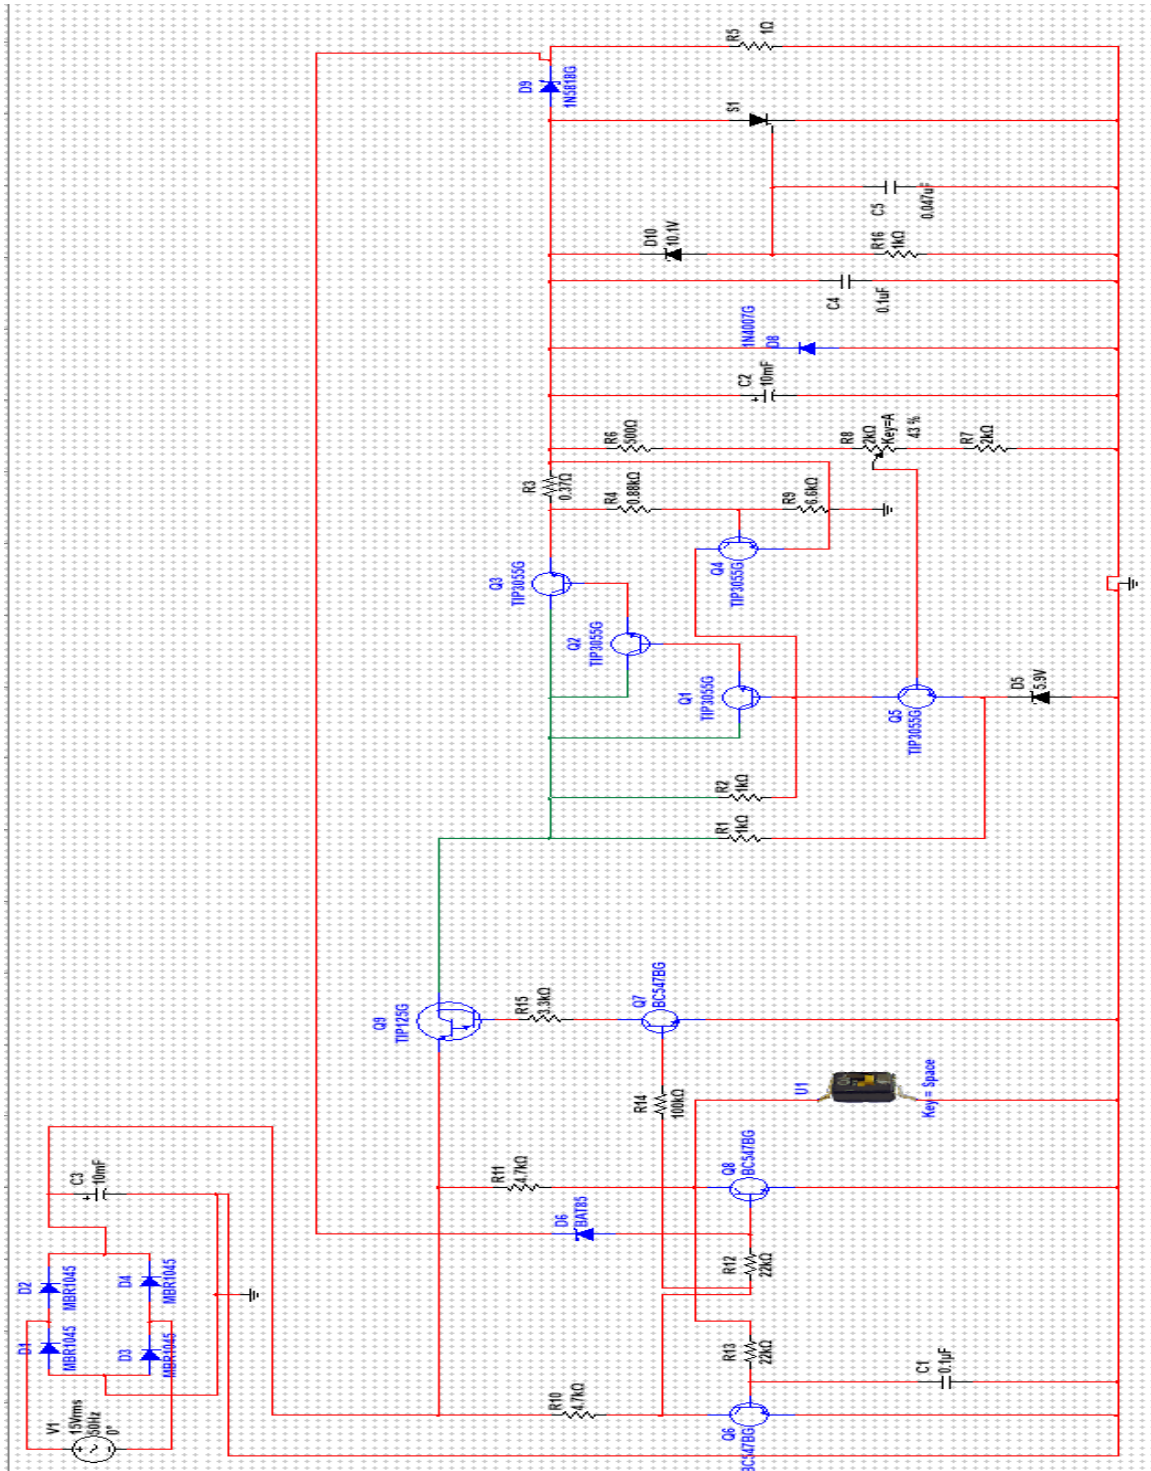 V1
15Vrms
50Hz
0°
D1
MBR1045
D2
MBR1045
D3
MBR1045
D4
MBR1045
C3
10mF
R10
4.7kΩ
Q6
BC547BG
R13
22kΩ
C1
0.1µF
R12
22kΩ
D6
BAT85
R11
4.7kΩ
Q8
BC547BG
U1
Key = Space
R14
100kΩ
Q7
BC547BG
R15
3.3kΩ
Q9
TIP125G
R1
1kΩ
R2
1kΩ
Q1
TIP3055G
Q2
TIP3055G
Q3
TIP3055G
Q5
TIP3055G
D5
5.9V
Q4
TIP3055G
R3
0.37Ω
R4
0.88kΩ
R9
6.6kΩ
R6
500Ω
R8
2kΩ
Key=A
43 %
R7
2kΩ
C2
10mF
1N4007G
D8
C4
0.1uF
D10
10.1V
R16
1kΩ
C5
0.047uF
S1
D9
1N5818G
R5
1Ω